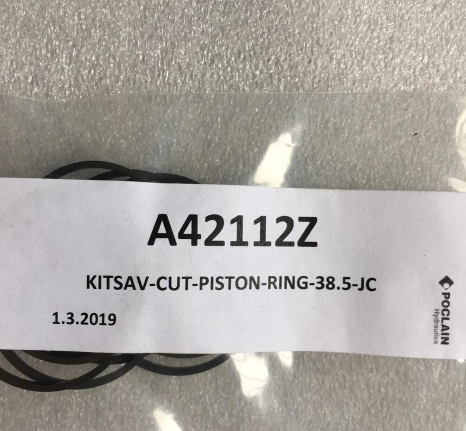 A42112Z
KITSAV-CUT-PISTON-RING-38.5-JC
1.3.2019
POCLAIN
Hydraulics